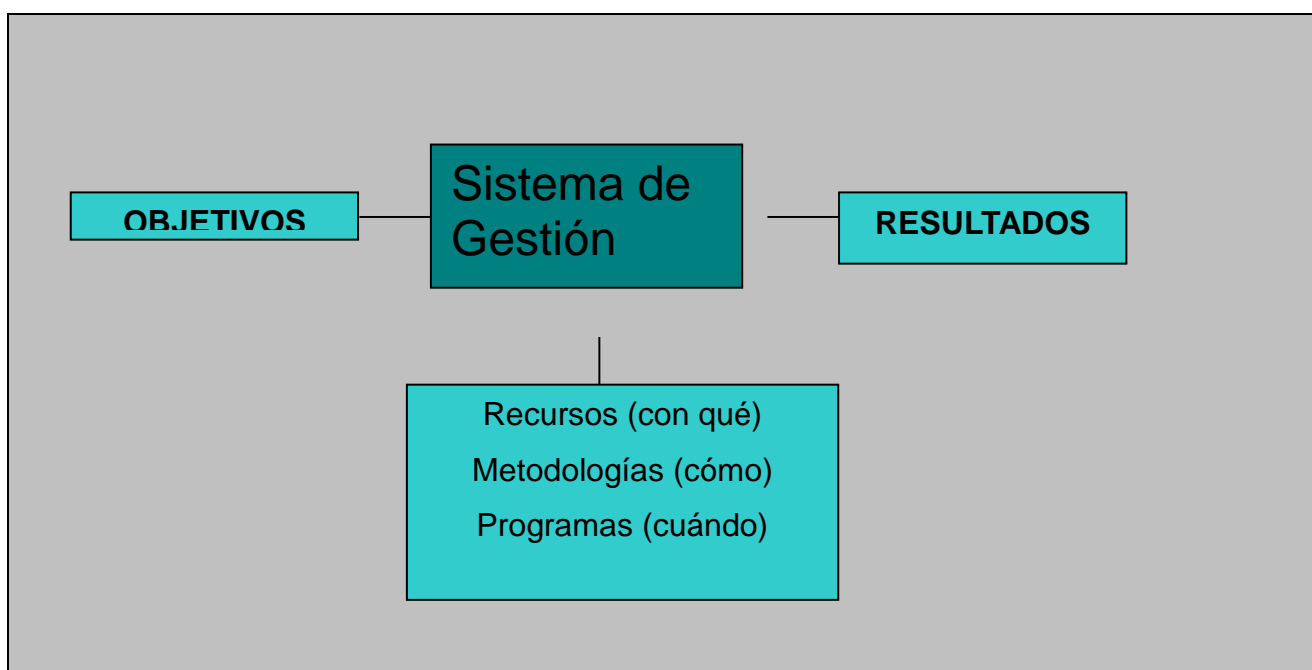 OBJETIVOS
Sistema de
Gestión
RESULTADOS
Recursos (con qué)
Metodologías (cómo)
Programas (cuándo)